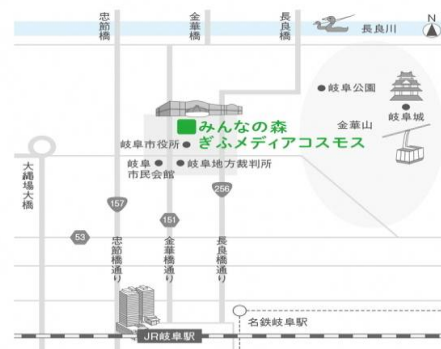 忠節橋
金華橋
長良橋
長良川
N
岐阜公園
岐阜城
金華山
みんなの森
ぎふメディアコスモス
岐阜市役所
岐阜地方裁判所
岐阜
市民会館
大縄場大橋
157
151
256
53
忠節橋通り
金華橋通り
長良橋通り
名鉄岐阜駅
JR岐阜駅